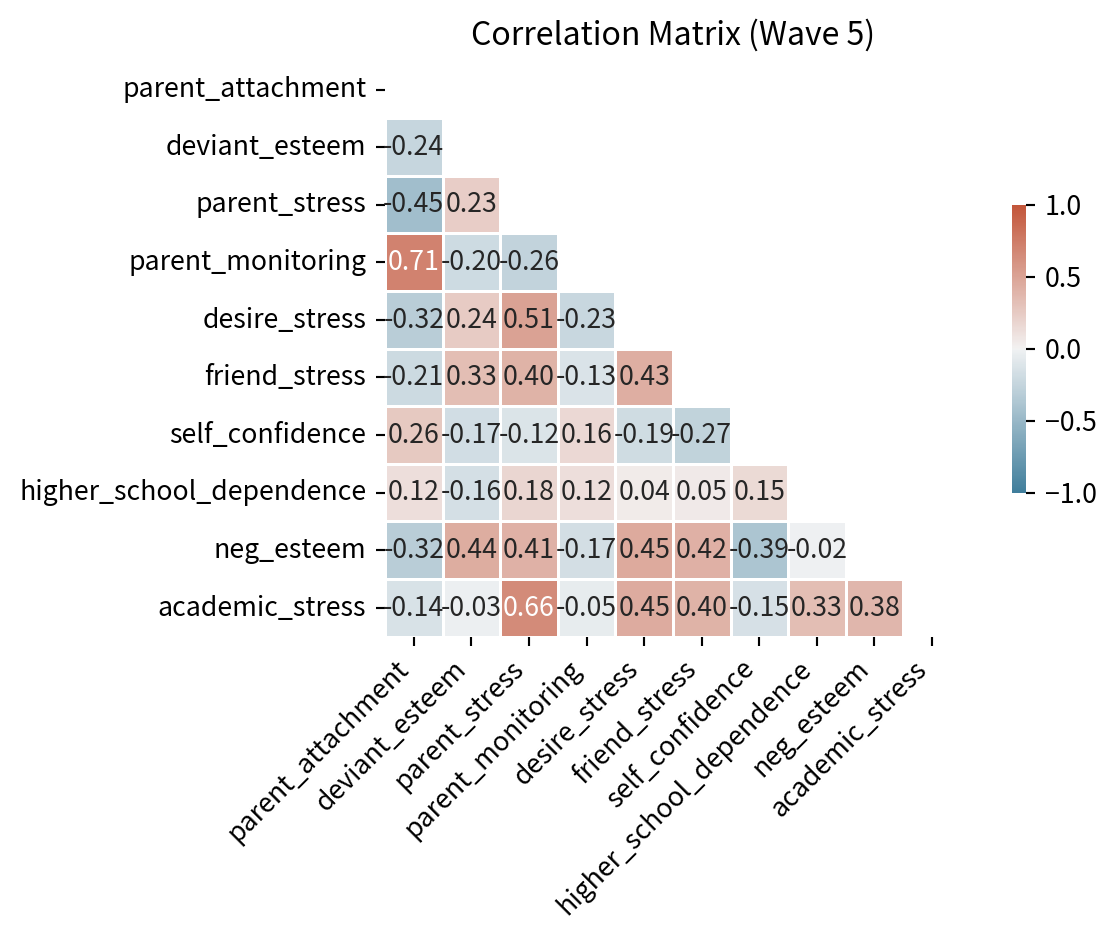 Correlation Matrix (Wave 5)
parent_attachment
deviant_esteem −0.24
parent_stress −0.45 0.23
parent_monitoring 0.71 −0.20 −0.26
desire_stress −0.32 0.24 0.51 −0.23
friend_stress −0.21 0.33 0.40 −0.13 0.43
self_confidence 0.26 −0.17 −0.12 0.16 −0.19 −0.27
higher_school_dependence 0.12 −0.16 0.18 0.12 0.04 0.05 0.15
neg_esteem −0.32 0.44 0.41 −0.17 0.45 0.42 −0.39 −0.02
academic_stress −0.14 −0.03 0.66 −0.05 0.45 0.40 −0.15 0.33 0.38
parent_attachment
deviant_esteem
parent_stress
parent_monitoring
desire_stress
friend_stress
self_confidence
higher_school_dependence
neg_esteem
academic_stress
1.0
0.5
0.0
−0.5
−1.0